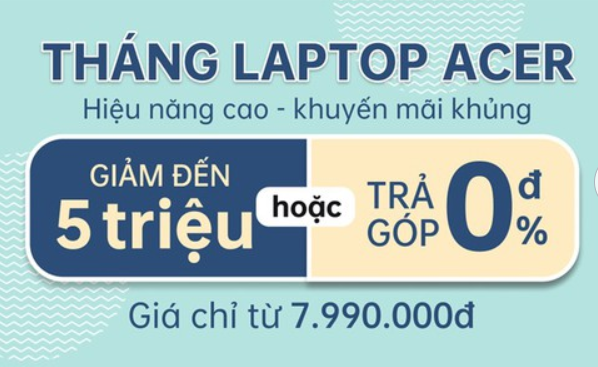 THÁNG LAPTOP ACER
Hiệu năng cao - khuyến mãi khủng
GIẢM ĐẾN
5 triệu
hoặc
TRẢ GÓP 0đ %
Giá chỉ từ 7.990.000đ